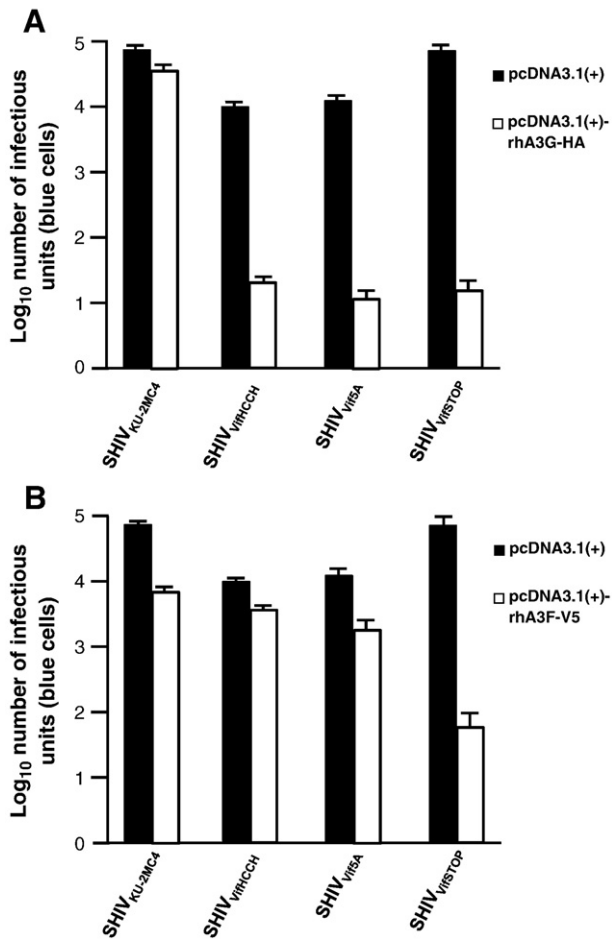 A
Log10 number of infectious
units (blue cells)
5
4
3
2
1
0
SHIVKU-2MC4
SHIVVifHCCH
SHIVVif5A
SHIVVifSTOP
pcDNA3.1(+)
pcDNA3.1(+)-
rhA3G-HA
B
Log10 number of infectious
units (blue cells)
5
4
3
2
1
0
SHIVKU-2MC4
SHIVVifHCCH
SHIVVif5A
SHIVVifSTOP
pcDNA3.1(+)
pcDNA3.1(+)-
rhA3F-V5